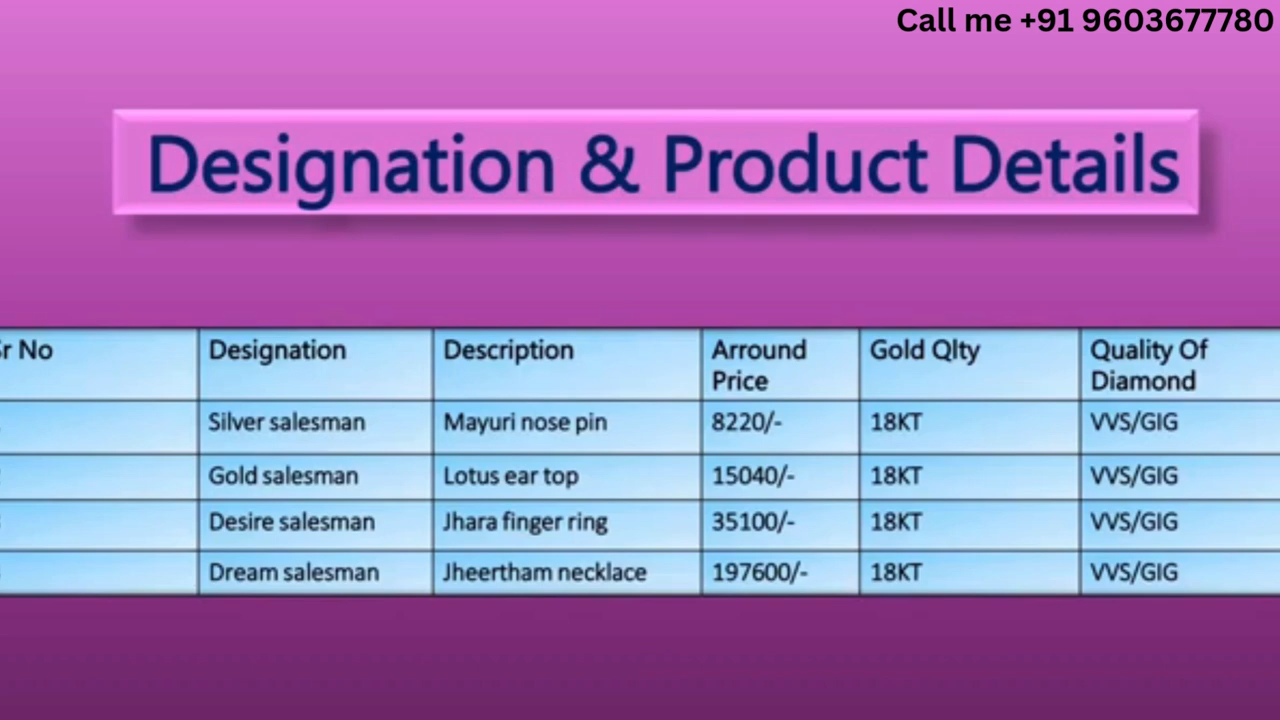 Call me +91 9603677780
Designation & Product Details
Sr No Designation Description Arround Price Gold Qlty Quality Of Diamond
Silver salesman Mayuri nose pin 8220/- 18KT VVS/GIG
Gold salesman Lotus ear top 15040/- 18KT VVS/GIG
Desire salesman Jhara finger ring 35100/- 18KT VVS/GIG
Dream salesman Jheertham necklace 197600/- 18KT VVS/GIG